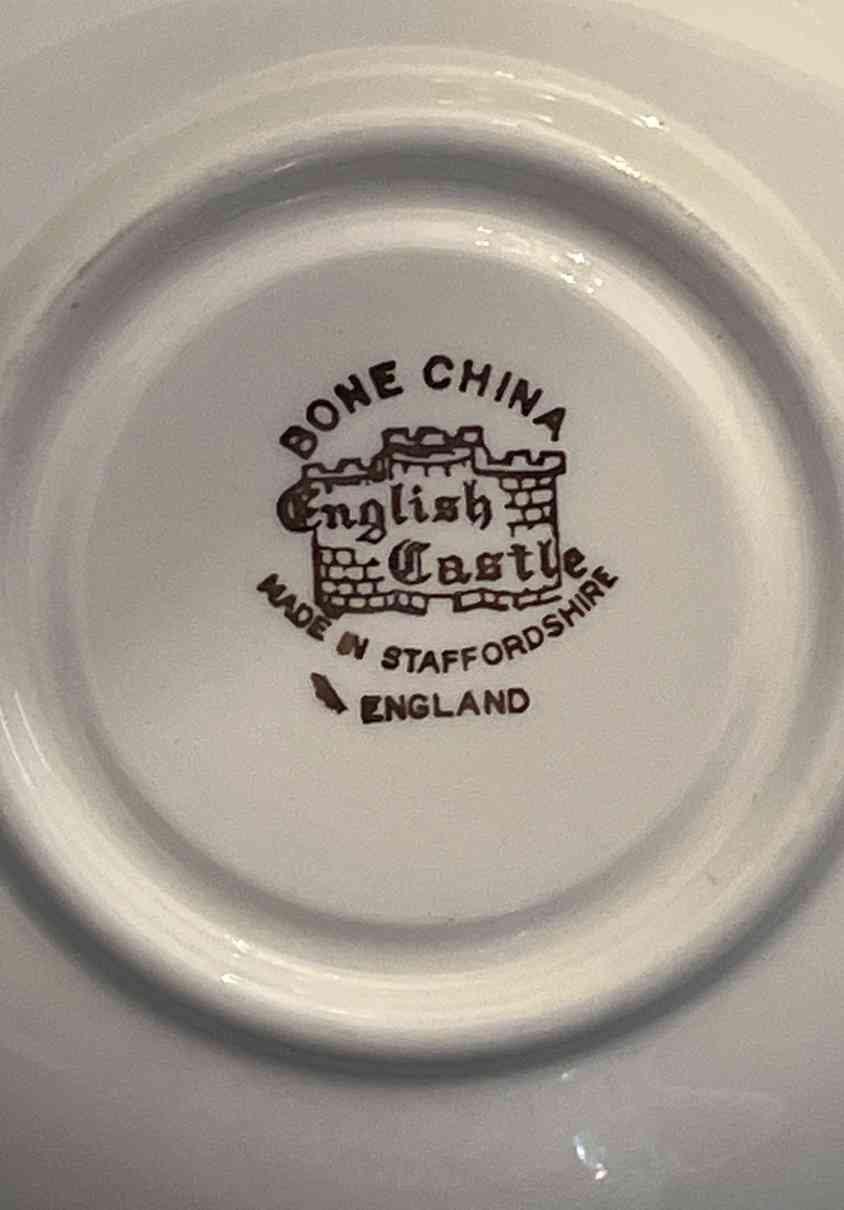 BONE CHINA
English
Castle
MADE IN STAFFORDSHIRE
ENGLAND